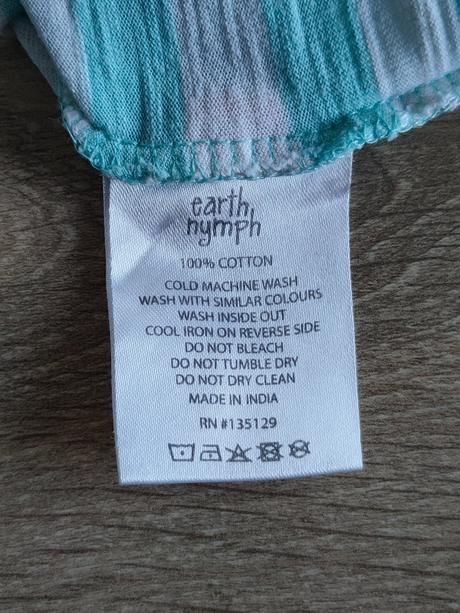 earth
nymph
100% COTTON
COLD MACHINE WASH
WASH WITH SIMILAR COLOURS
WASH INSIDE OUT
COOL IRON ON REVERSE SIDE
DO NOT BLEACH
DO NOT TUMBLE DRY
DO NOT DRY CLEAN
MADE IN INDIA
RN #135129